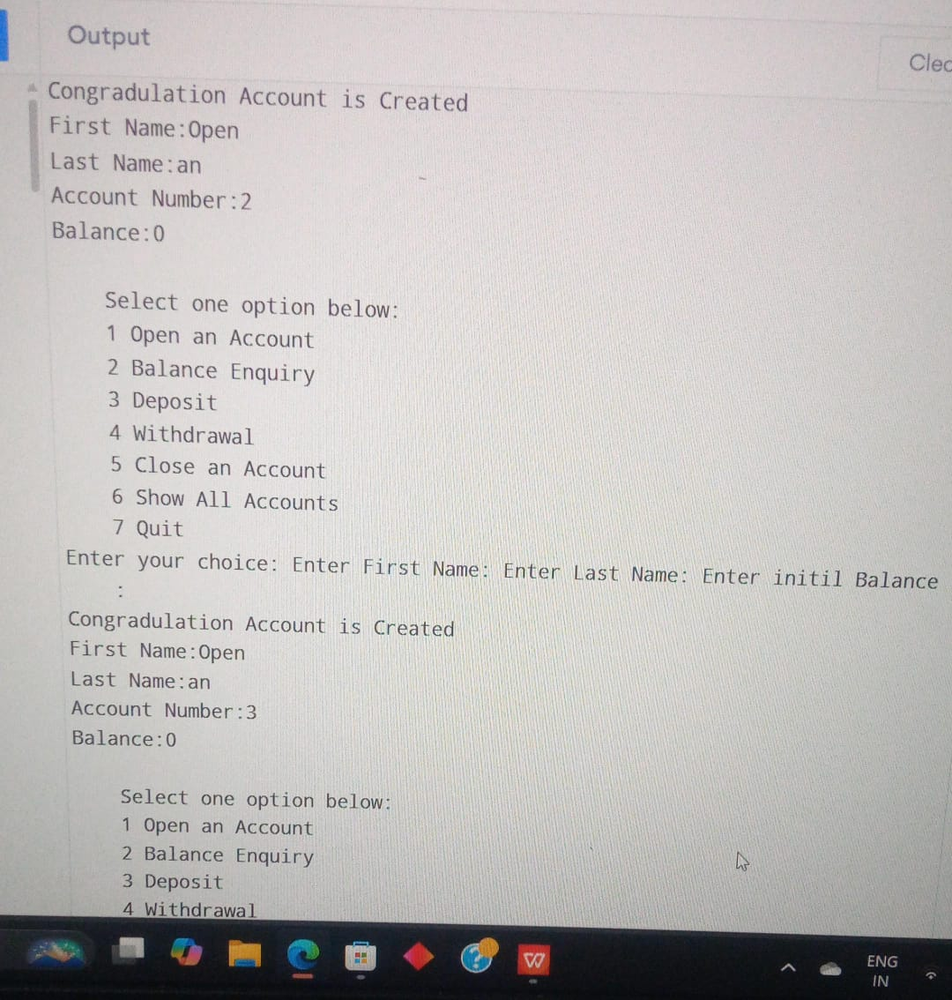 Output
Congradulation Account is Created
First Name:Open
Last Name:an
Account Number:2
Balance:0
Select one option below:
1 Open an Account
2 Balance Enquiry
3 Deposit
4 Withdrawal
5 Close an Account
6 Show All Accounts
7 Quit
Enter your choice: Enter First Name: Enter Last Name: Enter initil Balance
:
Congradulation Account is Created
First Name:Open
Last Name:an
Account Number:3
Balance:0
Select one option below:
1 Open an Account
2 Balance Enquiry
3 Deposit
4 Withdrawal
ENG
IN